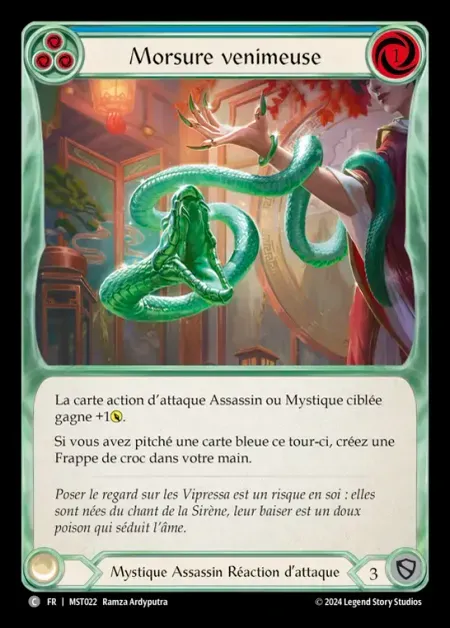 Morsure venimeuse
1
La carte action d'attaque Assassin ou Mystique ciblée
gagne +1.
Si vous avez pitché une carte bleue ce tour-ci, créez une
Frappe de croc dans votre main.
Poser le regard sur les Vipressa est un risque en soi : elles
sont nées du chant de la Sirène, leur baiser est un doux
poison qui séduit l'âme.
Mystique Assassin Réaction d'attaque
3
C FR | MST022 Ramza Ardyputra
© 2024 Legend Story Studios